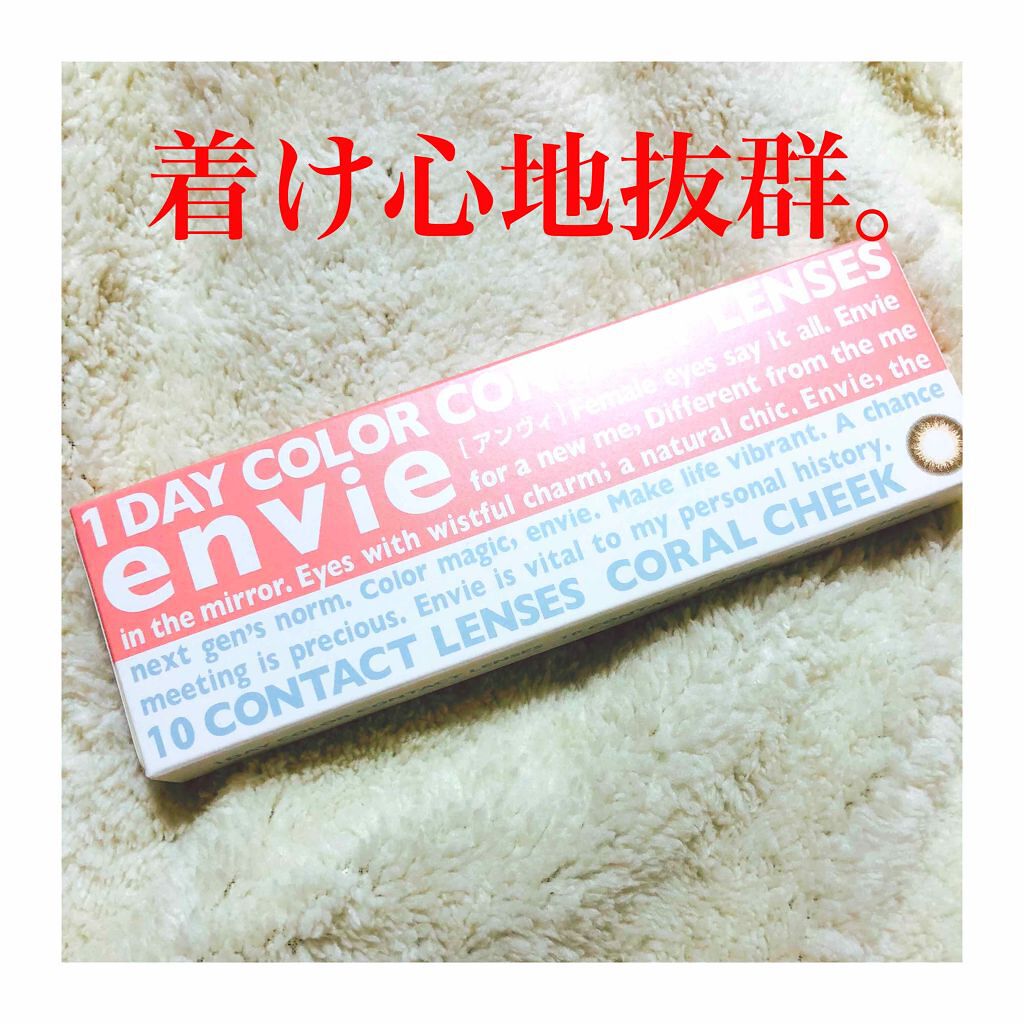 着け心地抜群。
1 DAY COLOR LENSES
envie [アンヴィ] Female eyes say it all. Envie
for a new me, Different from the me
in the mirror. Eyes with wistful charm; a natural chic. Envie, the
next gen's norm. Color magic, envie. Make life vibrant. A chance
meeting is precious. Envie is vital to my personal history.
10 CONTACT LENSES CORAL CHEEK